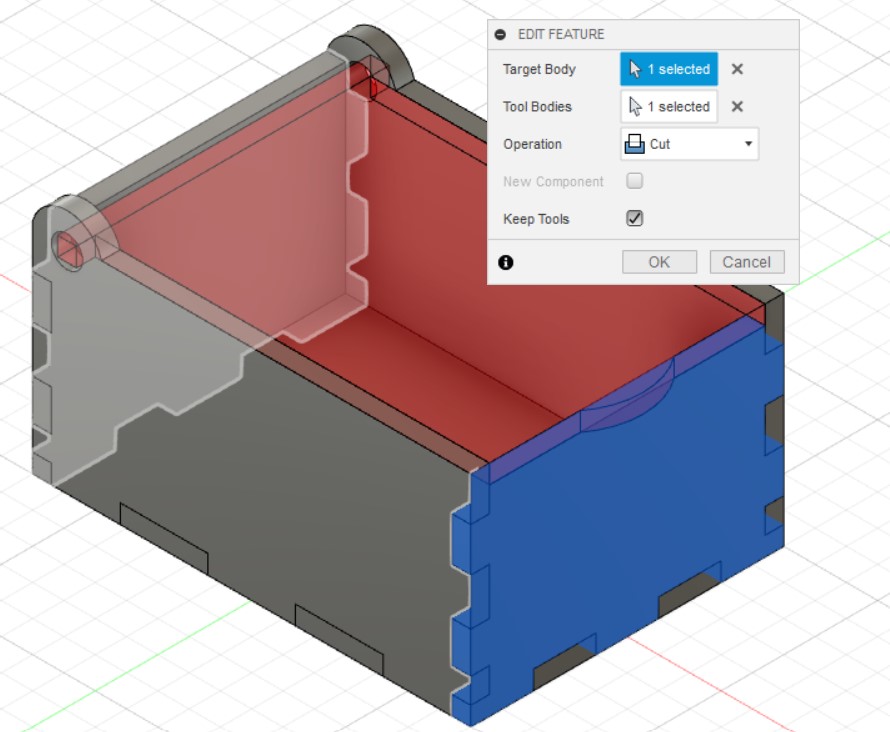 EDIT FEATURE
Target Body 1 selected
Tool Bodies 1 selected
Operation Cut
New Component
Keep Tools
OK Cancel